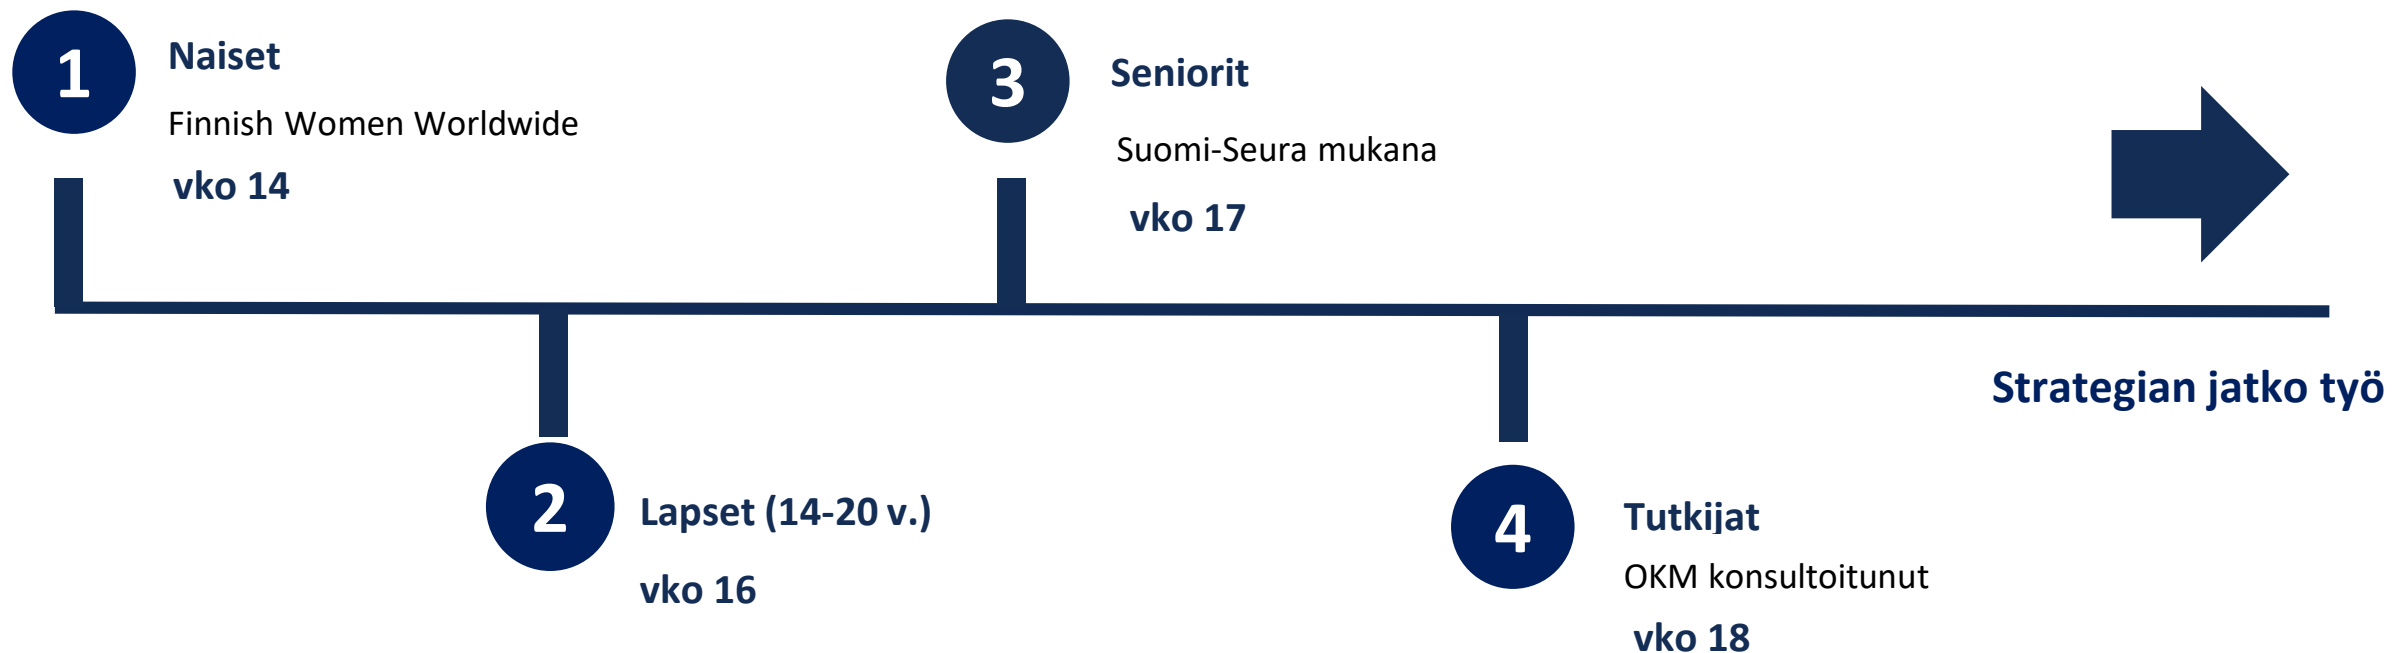 1
Naiset
Finnish Women Worldwide
vko 14
2
Lapset (14-20 v.)
vko 16
3
Seniorit
Suomi-Seura mukana
vko 17
4
Tutkijat
OKM konsultoitunut
vko 18
Strategian jatko työ